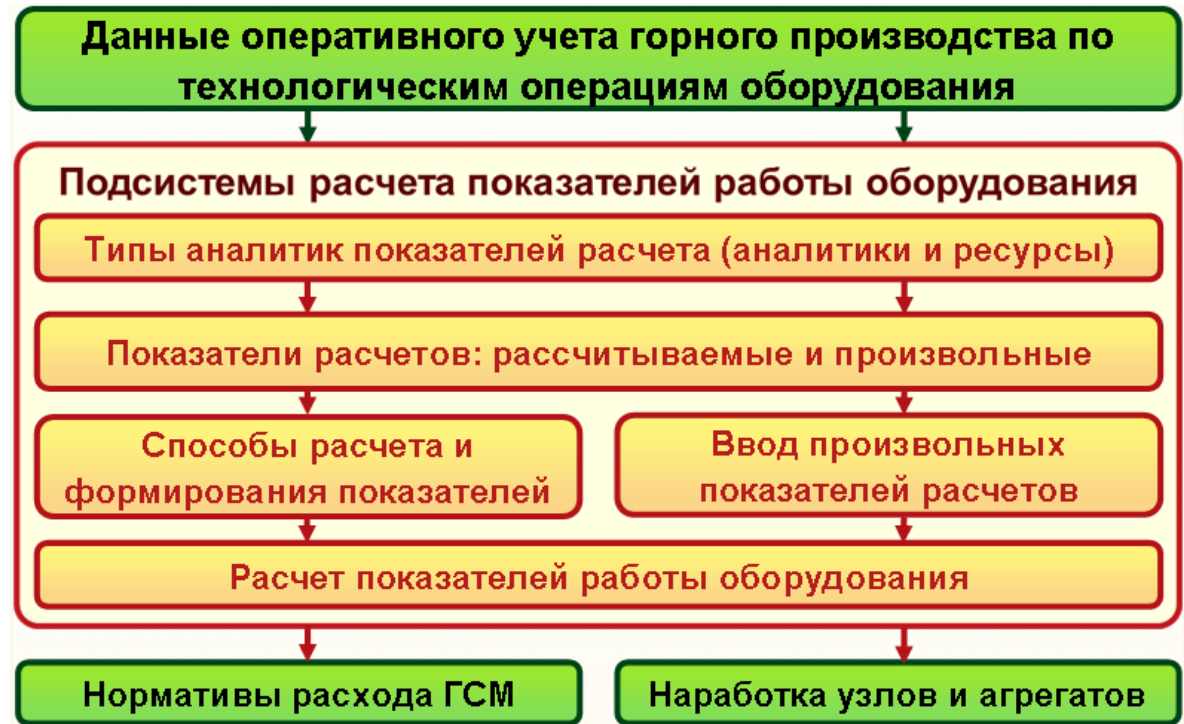 Данные оперативного учета горного производства по
технологическим операциям оборудования
Подсистемы расчета показателей работы оборудования
Типы аналитик показателей расчета (аналитики и ресурсы)
Показатели расчетов: рассчитываемые и произвольные
Способы расчета и
формирования показателей
Ввод произвольных
показателей расчетов
Расчет показателей работы оборудования
Нормативы расхода ГСМ
Наработка узлов и агрегатов